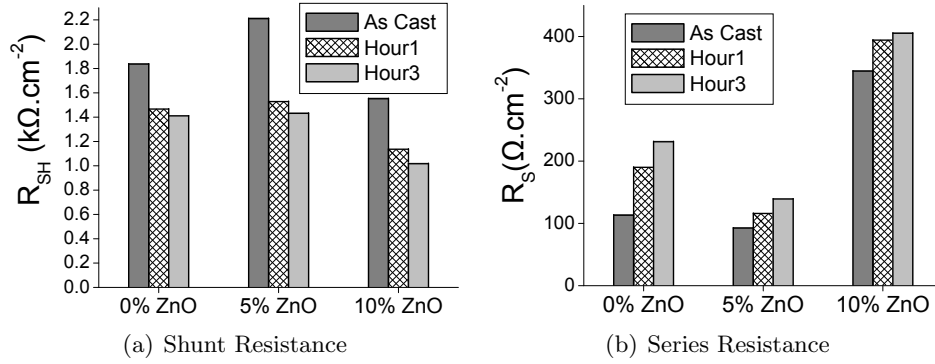 R_SH (kΩ.cm⁻²)
2.2
2.0
1.8
1.6
1.4
1.2
1.0
0.8
0.6
0.4
0.2
0.0
As Cast
Hour1
Hour3
0% ZnO 5% ZnO 10% ZnO
(a) Shunt Resistance
R_S(Ω.cm⁻²)
400
300
200
100
0
As Cast
Hour1
Hour3
0% ZnO 5% ZnO 10% ZnO
(b) Series Resistance